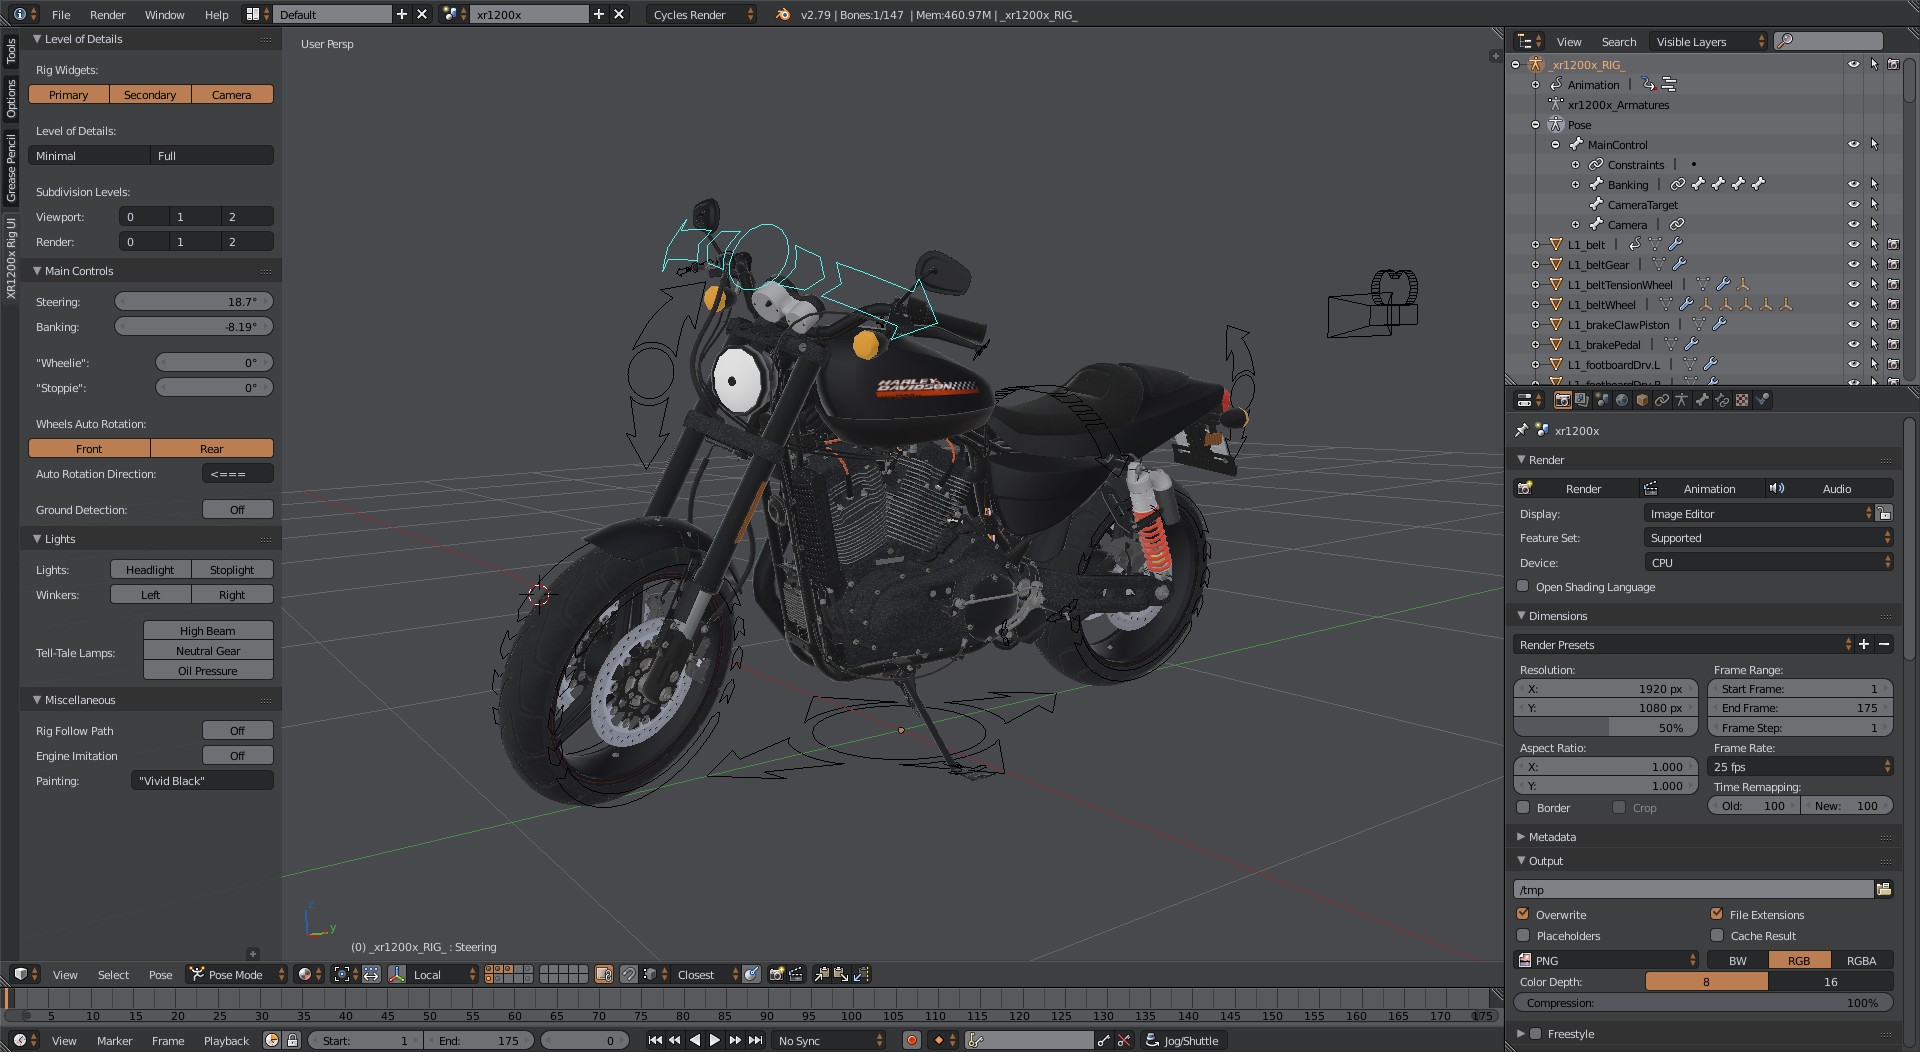 File Render Window Help Default xr1200x Cycles Render v2.79 | Bones:1/147 | Mem:460.97M | _xr1200x_RIG_
Tools
Options
Grease Pencil
XR1200x Rig UI
Level of Details
Rig Widgets:
Primary Secondary Camera
Level of Details:
Minimal Full
Subdivision Levels:
Viewport: 0 1 2
Render: 0 1 2
Main Controls
Steering: 18.7°
Banking: -8.19°
"Wheelie": 0°
"Stoppie": 0°
Wheels Auto Rotation:
Front Rear
Auto Rotation Direction: <===
Ground Detection: Off
Lights
Lights: Headlight Stoplight
Winkers: Left Right
High Beam
Tell-Tale Lamps: Neutral Gear
Oil Pressure
Miscellaneous
Rig Follow Path Off
Engine Imitation Off
Painting: "Vivid Black"
User Persp
HARLEY-
DAVIDSON
z
y
(0) _xr1200x_RIG_ : Steering
View Select Pose Pose Mode Local Closest
5 10 15 20 25 30 35 40 45 50 55 60 65 70 75 80 85 90 95 100 105 110 115 120 125 130 135 140 145 150 155 160 165 170 175
View Marker Frame Playback Start: 1 End: 175 0 No Sync Jog/Shuttle
View Search Visible Layers
_xr1200x_RIG_
Animation
xr1200x_Armatures
Pose
MainControl
Constraints
Banking
CameraTarget
Camera
L1_belt
L1_beltGear
L1_beltTensionWheel
L1_beltWheel
L1_brakeClawPiston
L1_brakePedal
L1_footboardDrv.L
L1_footboardDrv.R
xr1200x
Render
Render Animation Audio
Display: Image Editor
Feature Set: Supported
Device: CPU
Open Shading Language
Dimensions
Render Presets
Resolution: Frame Range:
X: 1920 px Start Frame: 1
Y: 1080 px End Frame: 175
50% Frame Step: 1
Aspect Ratio: Frame Rate:
X: 1.000 25 fps
Y: 1.000 Time Remapping:
Border Crop Old: 100 New: 100
Metadata
Output
/tmp
Overwrite File Extensions
Placeholders Cache Result
PNG BW RGB RGBA
Color Depth: 8 16
Compression: 100%
Freestyle